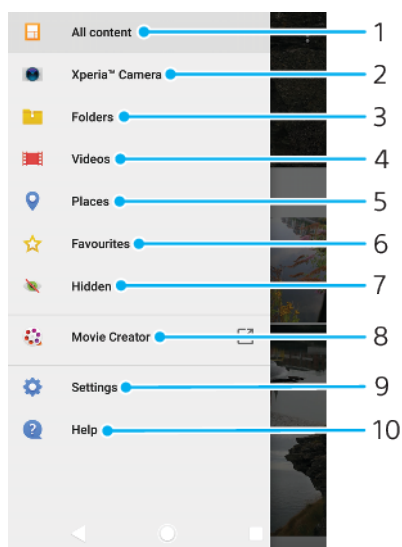 All content 1
Xperia™ Camera 2
Folders 3
Videos 4
Places 5
Favourites 6
Hidden 7
Movie Creator 8
Settings 9
Help 10